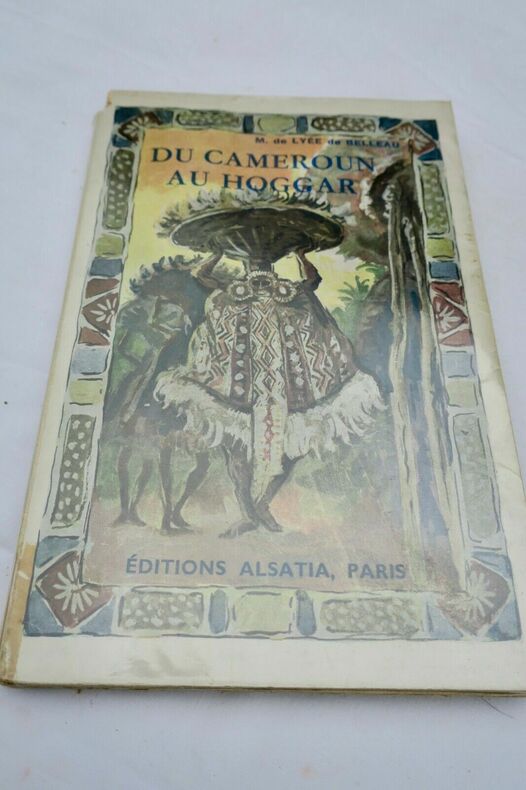 M. de LYÉE de BELLEAU
DU CAMEROUN
AU HOGGAR
ÉDITIONS ALSATIA, PARIS